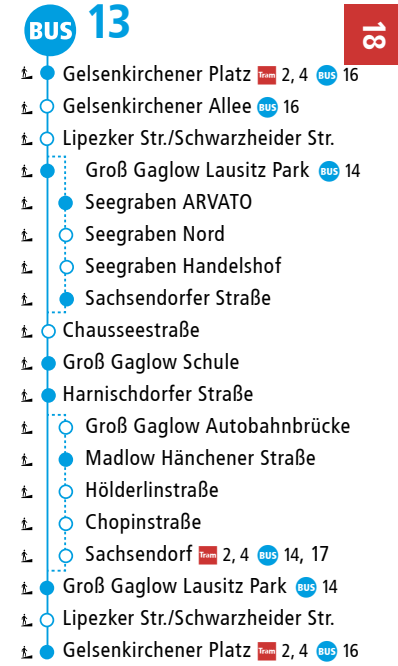 BUS 13
18
Gelsenkirchener Platz Tram 2, 4 BUS 16
Gelsenkirchener Allee BUS 16
Lipezker Str./Schwarzheider Str.
Groß Gaglow Lausitz Park BUS 14
Seegraben ARVATO
Seegraben Nord
Seegraben Handelshof
Sachsendorfer Straße
Chausseestraße
Groß Gaglow Schule
Harnischdorfer Straße
Groß Gaglow Autobahnbrücke
Madlow Hänchener Straße
Hölderlinstraße
Chopinstraße
Sachsendorf Tram 2, 4 BUS 14, 17
Groß Gaglow Lausitz Park BUS 14
Lipezker Str./Schwarzheider Str.
Gelsenkirchener Platz Tram 2, 4 BUS 16